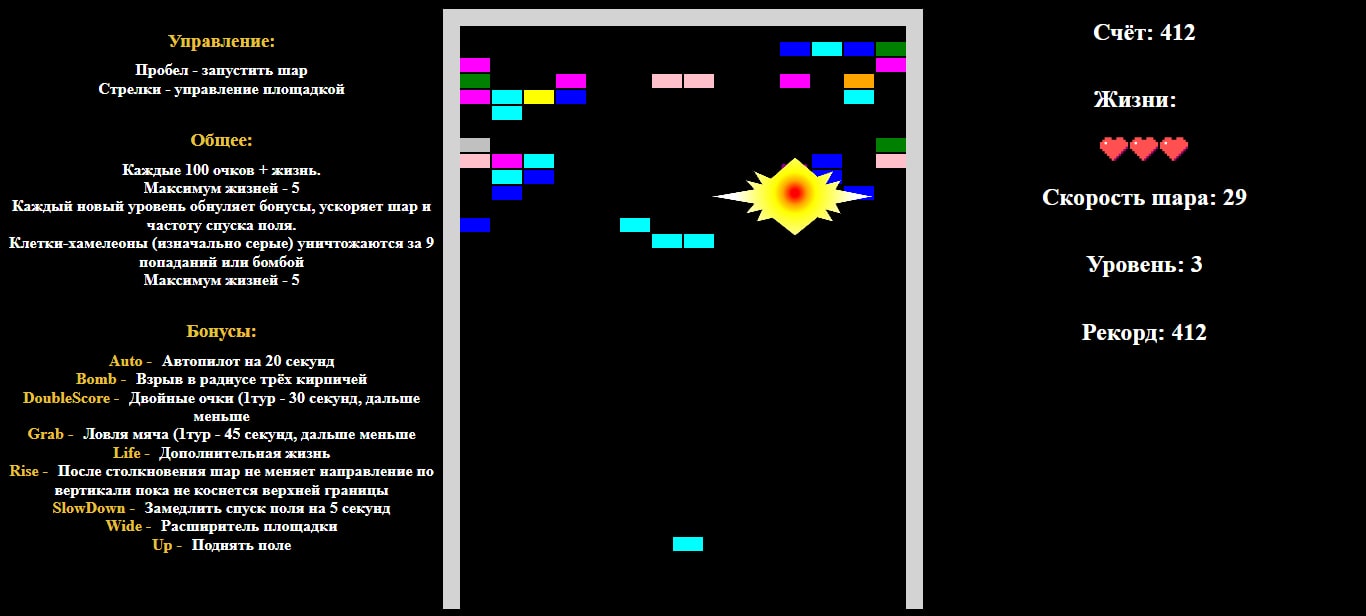 Управление:
Пробел - запустить шар
Стрелки - управление площадкой
Общее:
Каждые 100 очков + жизнь.
Максимум жизней - 5
Каждый новый уровень обнуляет бонусы, ускоряет шар и
частоту спуска поля.
Клетки-хамелеоны (изначально серые) уничтожаются за 9
попаданий или бомбой
Максимум жизней - 5
Бонусы:
Auto - Автопилот на 20 секунд
Bomb - Взрыв в радиусе трёх кирпичей
DoubleScore - Двойные очки (1тур - 30 секунд, дальше
меньше
Grab - Ловля мяча (1тур - 45 секунд, дальше меньше
Life - Дополнительная жизнь
Rise - После столкновения шар не меняет направление по
вертикали пока не коснется верхней границы
SlowDown - Замедлить спуск поля на 5 секунд
Wide - Расширитель площадки
Up - Поднять поле
Счёт: 412
Жизни:
Скорость шара: 29
Уровень: 3
Рекорд: 412